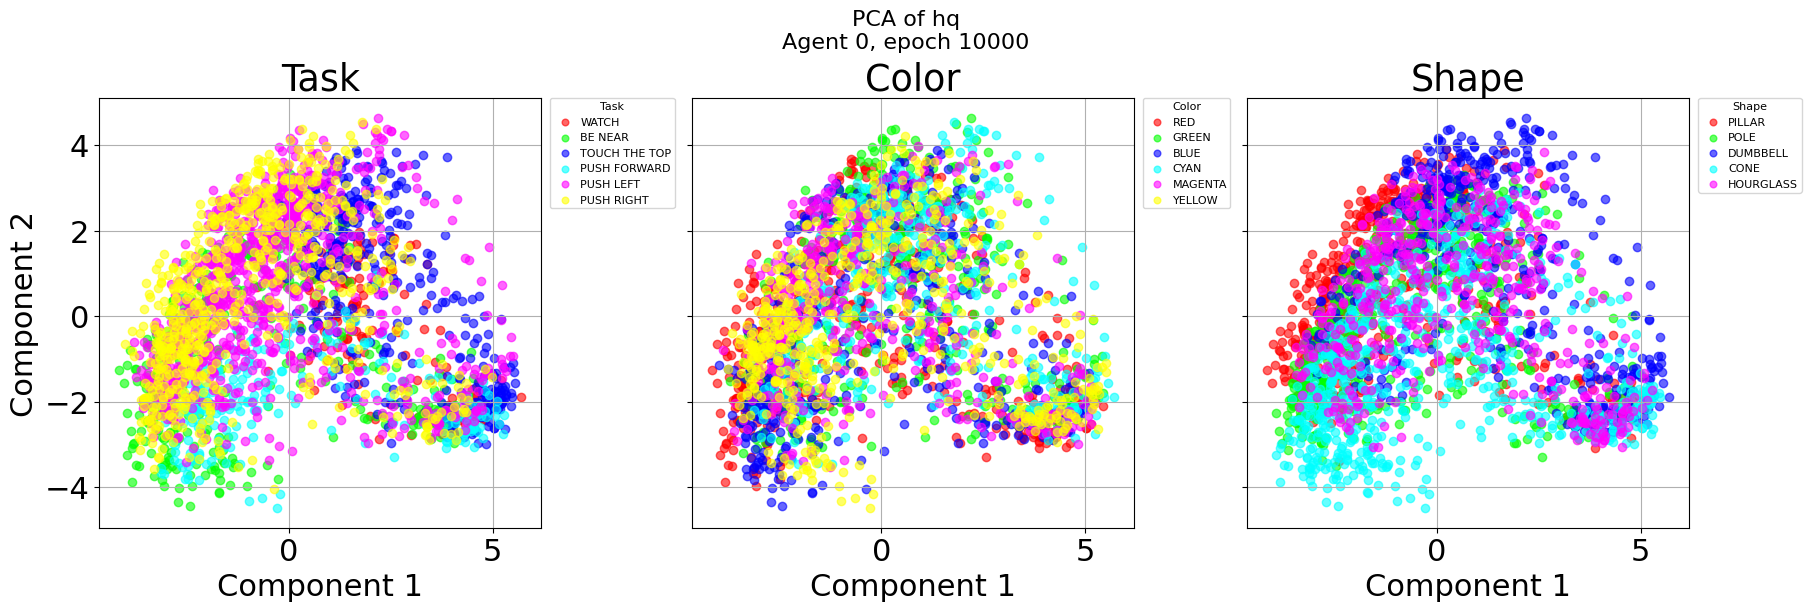 PCA of hq
Agent 0, epoch 10000
Task
Color
Shape
Component 2
4
2
0
−2
−4
0
5
Component 1
Task
WATCH
BE NEAR
TOUCH THE TOP
PUSH FORWARD
PUSH LEFT
PUSH RIGHT
0
5
Component 1
Color
RED
GREEN
BLUE
CYAN
MAGENTA
YELLOW
0
5
Component 1
Shape
PILLAR
POLE
DUMBBELL
CONE
HOURGLASS